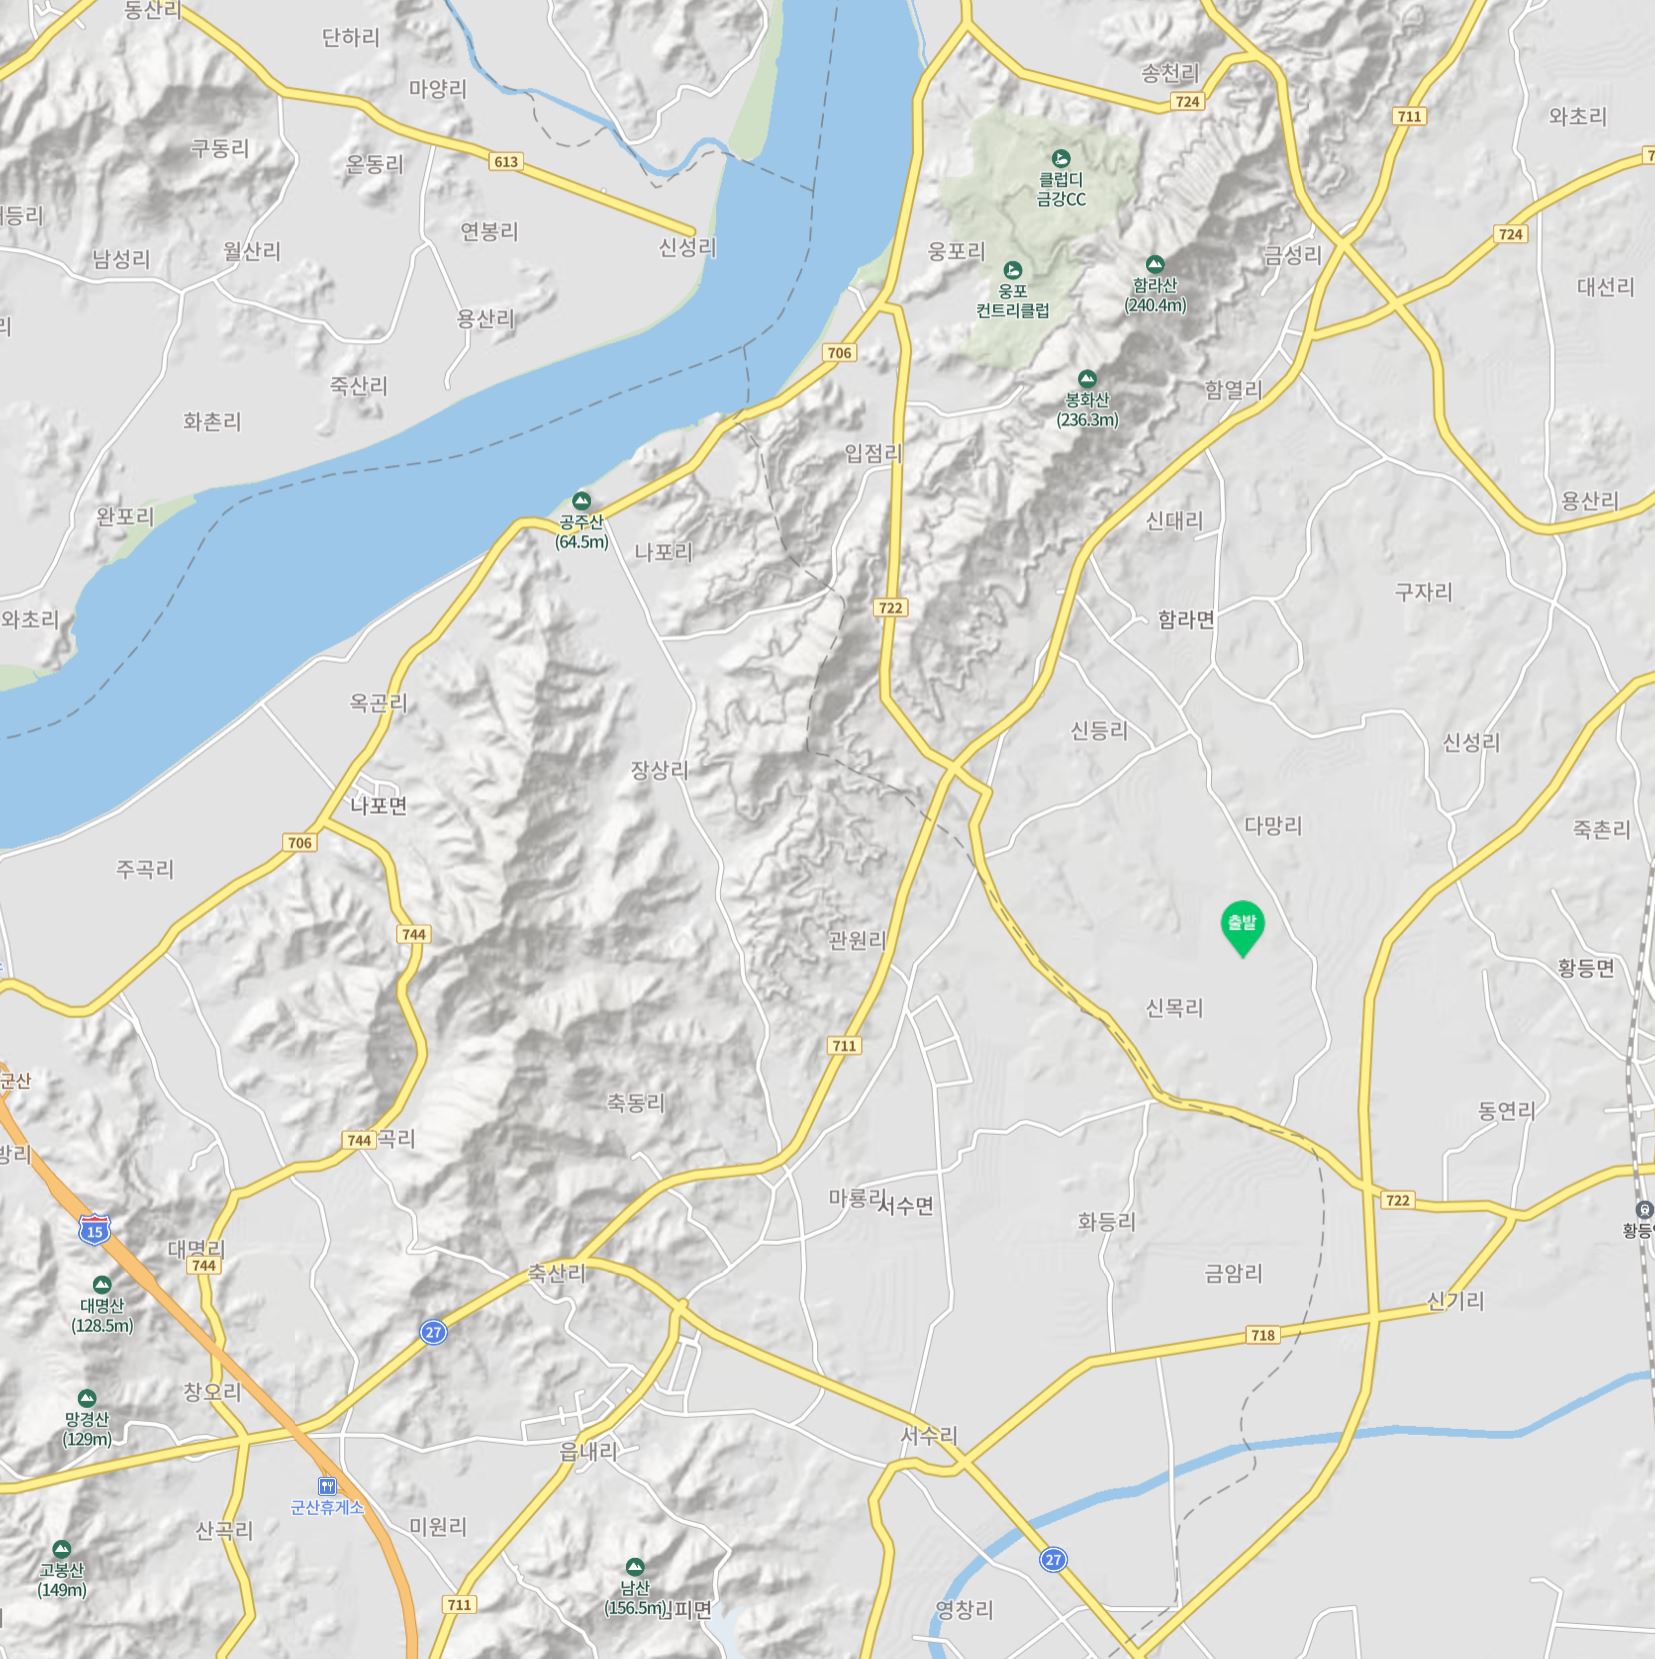 동산리
단하리
마양리
송천리
724
711
와초리
구동리
온동리
613
클럽디
금강CC
월산리
연봉리
신성리
웅포리
함라산
(240.4m)
금성리
724
남성리
용산리
웅포
컨트리클럽
대선리
706
죽산리
봉화산
(236.3m)
함열리
화촌리
입점리
완포리
공주산
(64.5m)
나포리
신대리
용산리
와초리
722
함라면
구자리
옥곤리
신등리
신성리
장상리
나포면
706
다망리
죽촌리
주곡리
744
관원리
출발
황등면
신목리
711
군산
축동리
동연리
744
곡리
방리
15
마룡리
서수면
화등리
722
대명리
744
황등
축산리
금암리
대명산
(128.5m)
신기리
27
718
창오리
망경산
(129m)
읍내리
서수리
군산휴게소
산곡리
미원리
고봉산
(149m)
27
남산
(156.5m)
711
피면
영창리